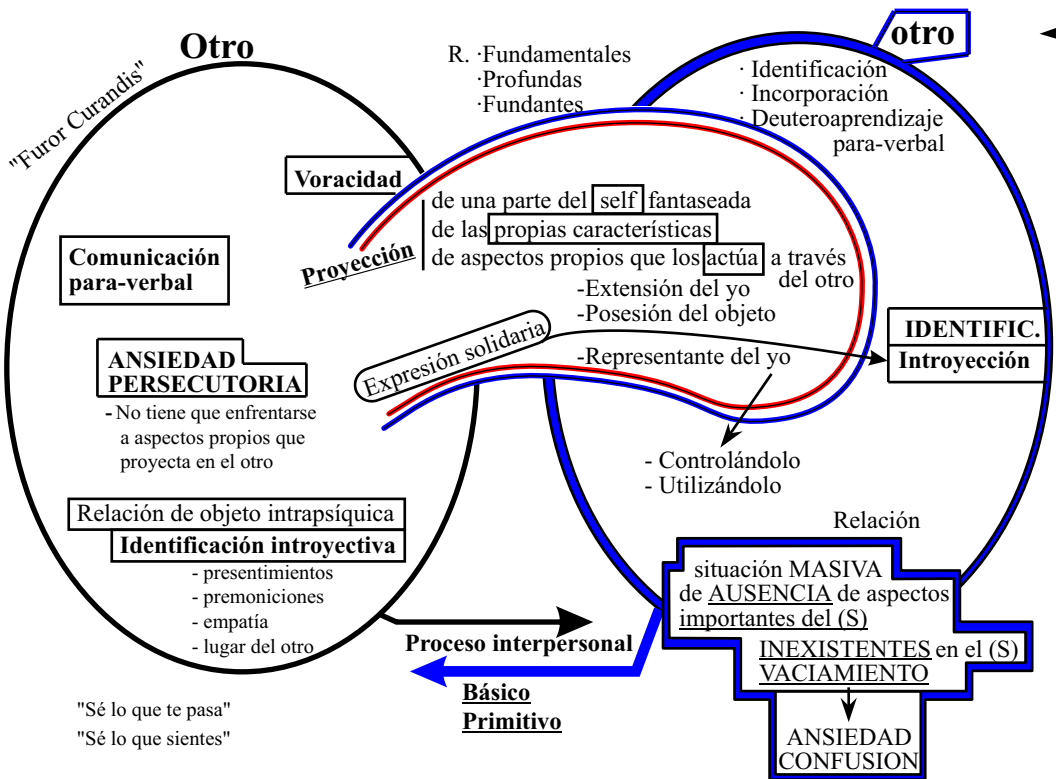 Otro
"Furor Curandis"
R. ·Fundamentales
·Profundas
·Fundantes
otro
· Identificación
· Incorporación
· Deuteroaprendizaje
para-verbal
Voracidad
Proyección
de una parte del self fantaseada
de las propias características
de aspectos propios que los actúa a través
del otro
-Extensión del yo
-Posesión del objeto
-Representante del yo
Comunicación
para-verbal
Expresión solidaria
IDENTIFIC.
Introyección
ANSIEDAD
PERSECUTORIA
- No tiene que enfrentarse
a aspectos propios que
proyecta en el otro
- Controlándolo
- Utilizándolo
Relación de objeto intrapsíquica
Identificación introyectiva
- presentimientos
- premoniciones
- empatía
- lugar del otro
Proceso interpersonal
Básico
Primitivo
Relación
situación MASIVA
de AUSENCIA de aspectos
importantes del (S)
INEXISTENTES en el (S)
VACIAMIENTO
ANSIEDAD
CONFUSION
"Sé lo que te pasa"
"Sé lo que sientes"